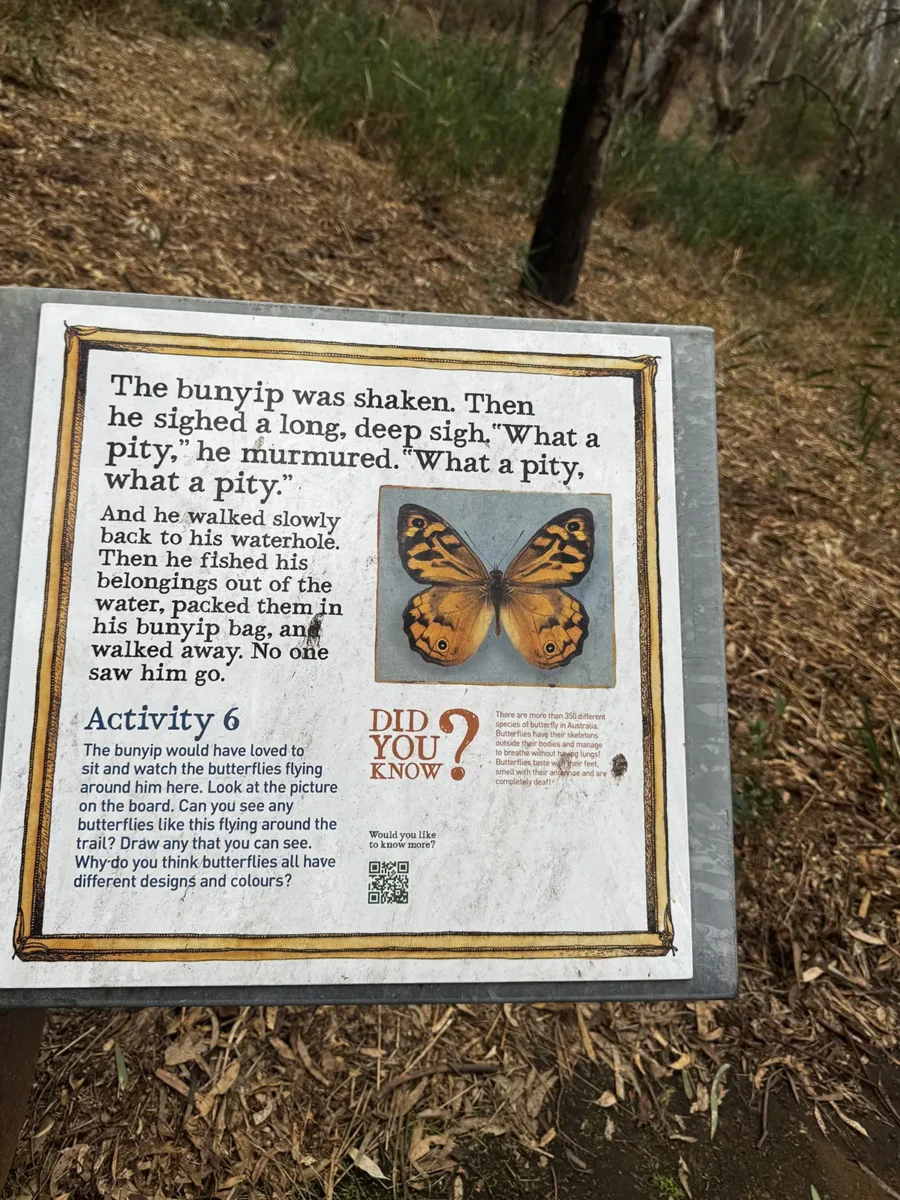 The bunyip was shaken. Then
he sighed a long, deep sigh. “What a
pity,” he murmured. “What a pity,
what a pity.”
And he walked slowly
back to his waterhole.
Then he fished his
belongings out of the
water, packed them in
his bunyip bag, and
walked away. No one
saw him go.
Activity 6
The bunyip would have loved to
sit and watch the butterflies flying
around him here. Look at the picture
on the board. Can you see any
butterflies like this flying around the
trail? Draw any that you can see.
Why do you think butterflies all have
different designs and colours?
DID
YOU
KNOW?
There are more than 350 different
species of butterfly in Australia.
Butterflies have their skeletons
outside their bodies and manage
to breathe without having lungs!
Butterflies taste with their feet,
smell with their antennae and are
completely deaf!
Would you like
to know more?